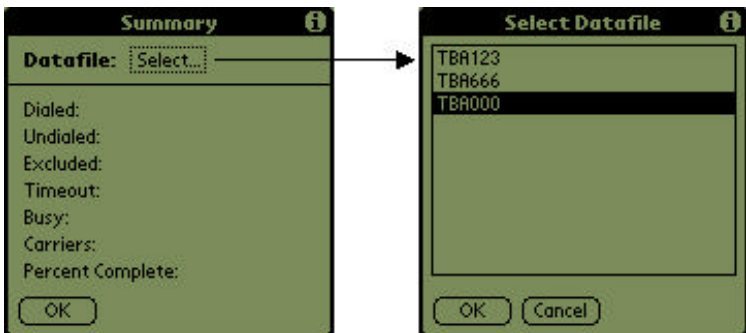 Summary
Datafile: Select...
Dialed:
Undialed:
Excluded:
Timeout:
Busy:
Carriers:
Percent Complete:
OK
Select Datafile
TBA123
TBA666
TBA000
OK Cancel